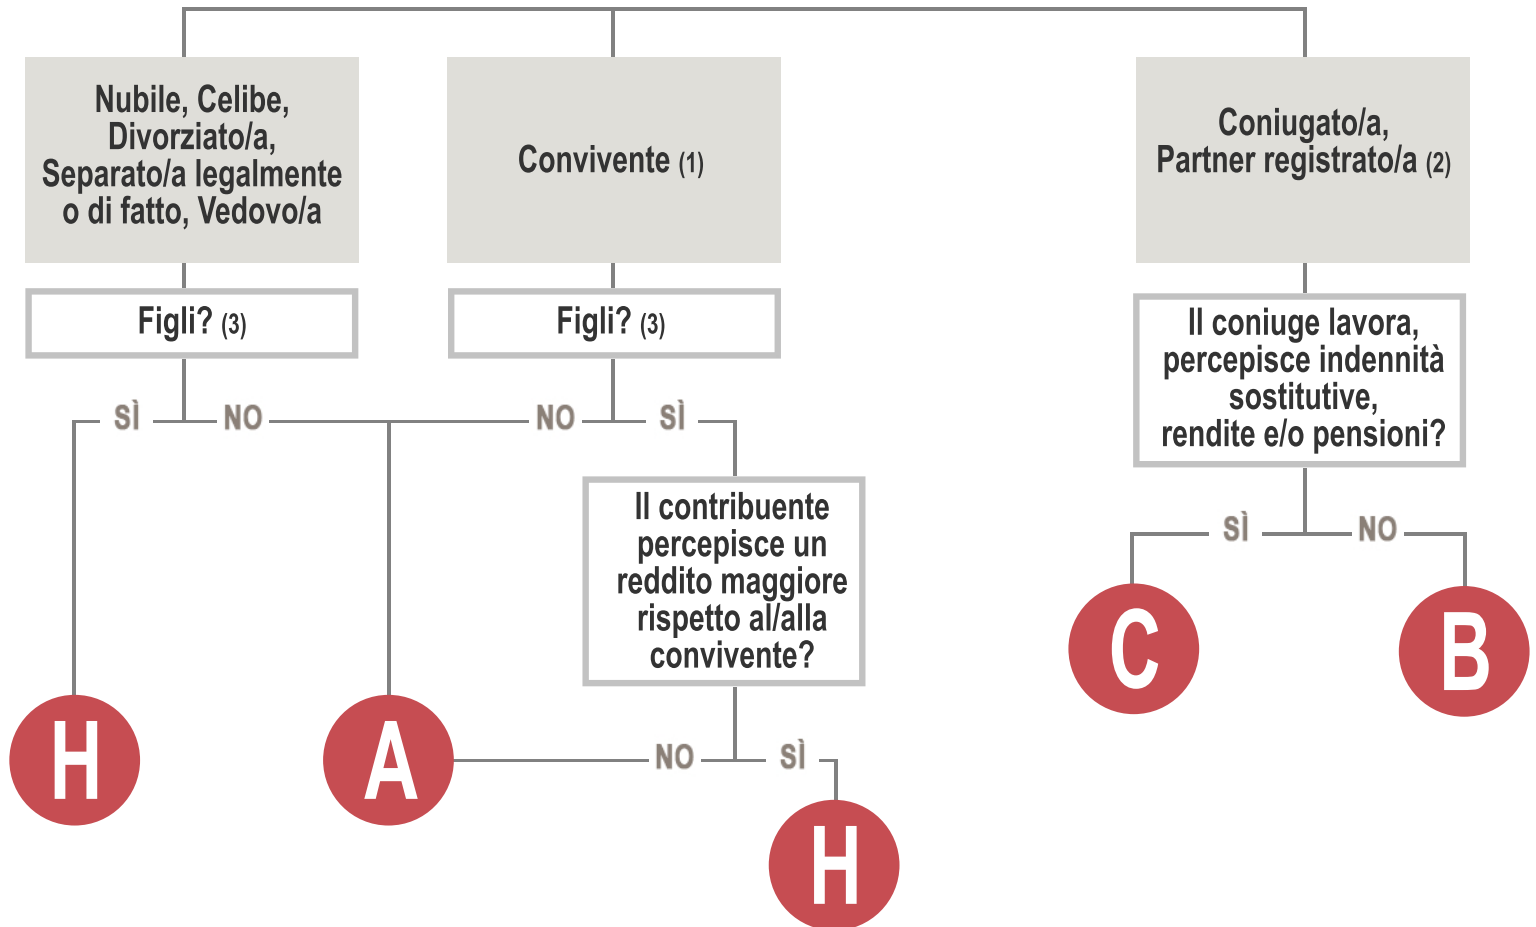 Nubile, Celibe,
Divorziato/a,
Separato/a legalmente
o di fatto, Vedovo/a
Convivente (1)
Coniugato/a,
Partner registrato/a (2)
Figli? (3)
Figli? (3)
Il coniuge lavora,
percepisce indennità
sostitutive,
rendite e/o pensioni?
SÌ
NO
NO
SÌ
Il contribuente
percepisce un
reddito maggiore
rispetto al/alla
convivente?
SÌ
NO
C
B
H
A
NO
SÌ
H